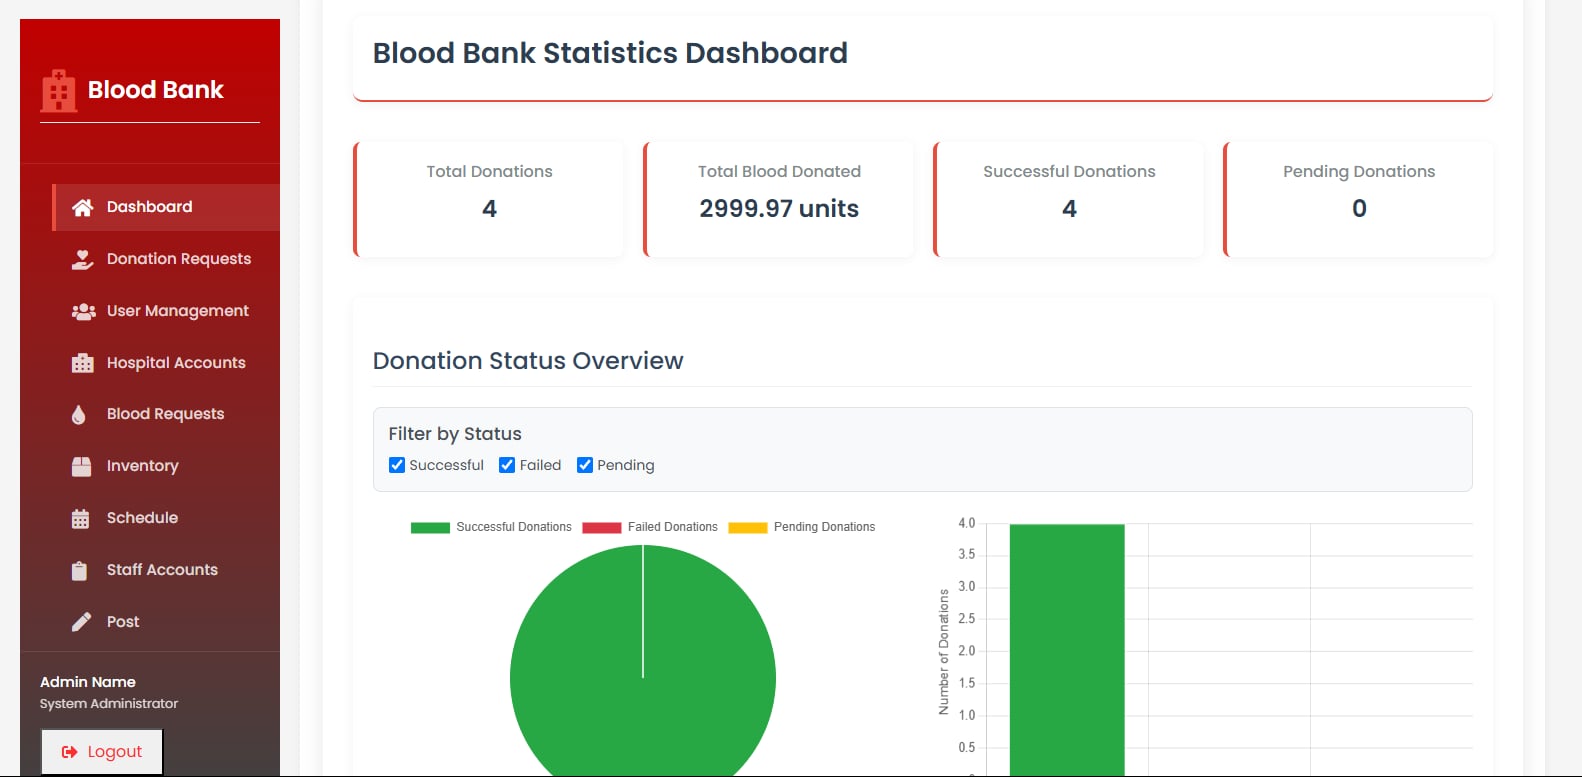 Blood Bank
Dashboard
Donation Requests
User Management
Hospital Accounts
Blood Requests
Inventory
Schedule
Staff Accounts
Post
Admin Name
System Administrator
Logout
Blood Bank Statistics Dashboard
Total Donations
4
Total Blood Donated
2999.97 units
Successful Donations
4
Pending Donations
0
Donation Status Overview
Filter by Status
Successful Failed Pending
Successful Donations Failed Donations Pending Donations
Number of Donations
4.0
3.5
3.0
2.5
2.0
1.5
1.0
0.5